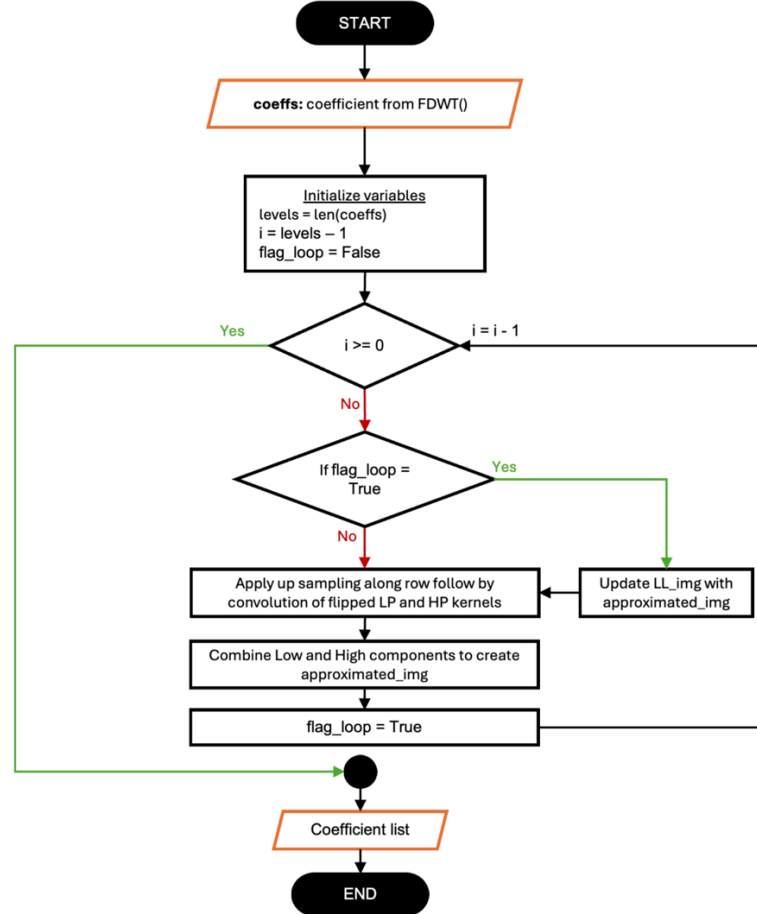 START
coeffs: coefficient from FDWT()
Initialize variables
levels = len(coeffs)
i = levels – 1
flag_loop = False
Yes
i >= 0
i = i - 1
No
If flag_loop =
True
Yes
No
Apply up sampling along row follow by
convolution of flipped LP and HP kernels
Update LL_img with
approximated_img
Combine Low and High components to create
approximated_img
flag_loop = True
Coefficient list
END